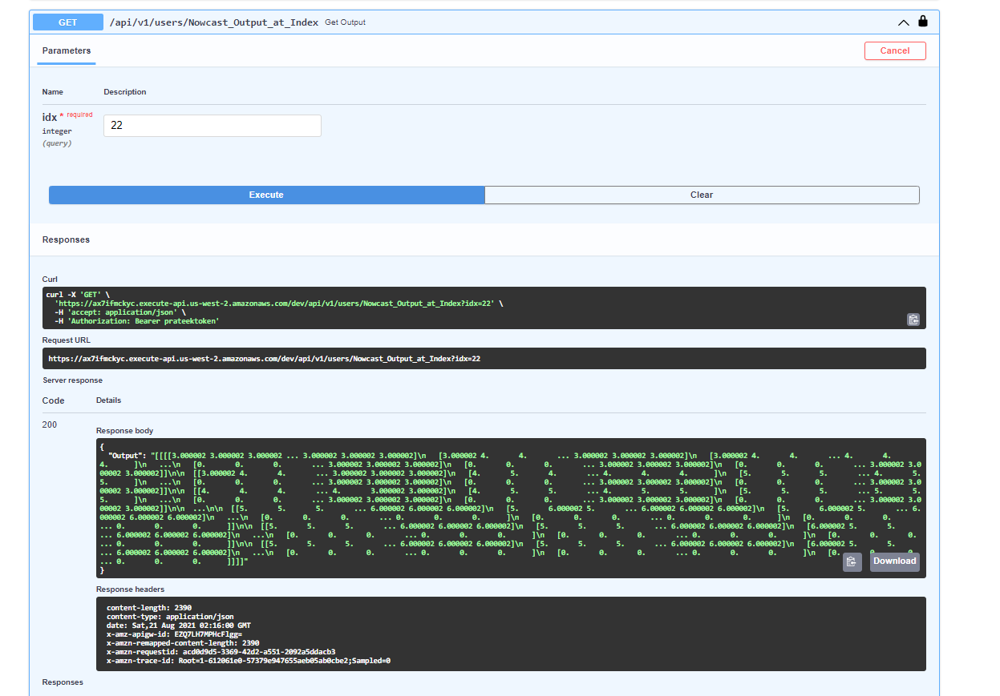 GET /api/v1/users/Nowcast_Output_at_Index Get Output
Parameters
Cancel
Name Description
idx * required
integer
(query)
22
Execute
Clear
Responses
Curl
curl -X 'GET' \
'https://ax7ifmckyc.execute-api.us-west-2.amazonaws.com/dev/api/v1/users/Nowcast_Output_at_Index?idx=22' \
-H 'accept: application/json' \
-H 'Authorization: Bearer prateektoken'
Request URL
https://ax7ifmckyc.execute-api.us-west-2.amazonaws.com/dev/api/v1/users/Nowcast_Output_at_Index?idx=22
Server response
Code Details
200
Response body
{
"Output": "[[[[3.000002 3.000002 3.000002 ... 3.000002 3.000002 3.000002]\n [3.000002 4. 4. ... 3.000002 3.000002 3.000002]\n [3.000002 4. 4. ... 4. 4.
4. ]\n ...\n [0. 0. 0. ... 3.000002 3.000002 3.000002]\n [0. 0. 0. ... 3.000002 3.000002 3.000002]\n [0. 0. 0. ... 3.000002 3.0
00002 3.000002]]\n\n [[3.000002 4. 4. ... 3.000002 3.000002 3.000002]\n [4. 5. 4. ... 4. 4. 4. ]\n [5. 5. 5. ... 4. 5.
5. ]\n ...\n [0. 0. 0. ... 3.000002 3.000002 3.000002]\n [0. 0. 0. ... 3.000002 3.000002 3.000002]\n [0. 0. 0. ... 3.000002 3.0
00002 3.000002]]\n\n [[4. 4. 4. ... 4. 3.000002 3.000002]\n [4. 5. 5. ... 4. 5. 5. ]\n [5. 5. 5. ... 5. 5.
5. ]\n ...\n [0. 0. 0. ... 3.000002 3.000002 3.000002]\n [0. 0. 0. ... 3.000002 3.000002 3.000002]\n [0. 0. 0. ... 3.000002 3.0
00002 3.000002]]\n\n ...\n\n [[5. 5. 5. ... 6.000002 6.000002 6.000002]\n [5. 6.000002 5. ... 6.000002 6.000002 6.000002]\n [5. 6.000002 5. ... 6.
000002 6.000002 6.000002]\n ...\n [0. 0. 0. ... 0. 0. 0. ]\n [0. 0. 0. ... 0. 0. 0. ]\n [0. 0. 0.
... 0. 0. 0. ]]\n\n [[5. 5. 5. ... 6.000002 6.000002 6.000002]\n [5. 5. 5. ... 6.000002 6.000002 6.000002]\n [6.000002 5. 5.
... 6.000002 6.000002 6.000002]\n ...\n [0. 0. 0. ... 0. 0. 0. ]\n [0. 0. 0. ... 0. 0. 0. ]\n [0. 0. 0.
... 0. 0. 0. ]]\n\n [[5. 5. 5. ... 6.000002 6.000002 6.000002]\n [5. 5. 5. ... 6.000002 6.000002 6.000002]\n [6.000002 5. 5.
... 6.000002 6.000002 6.000002]\n ...\n [0. 0. 0. ... 0. 0. 0. ]\n [0. 0. 0. ... 0. 0. 0. ]\n [0. 0. 0.
... 0. 0. 0. ]]]]"
}
Download
Response headers
content-length: 2390
content-type: application/json
date: Sat,21 Aug 2021 02:16:00 GMT
x-amz-apigw-id: EZQ7LH7MPHcFlgg=
x-amzn-remapped-content-length: 2390
x-amzn-requestid: acd0d9d5-3369-42d2-a551-2092a5ddacb3
x-amzn-trace-id: Root=1-612061e0-57379e947655aeb05ab0cbe2;Sampled=0
Responses